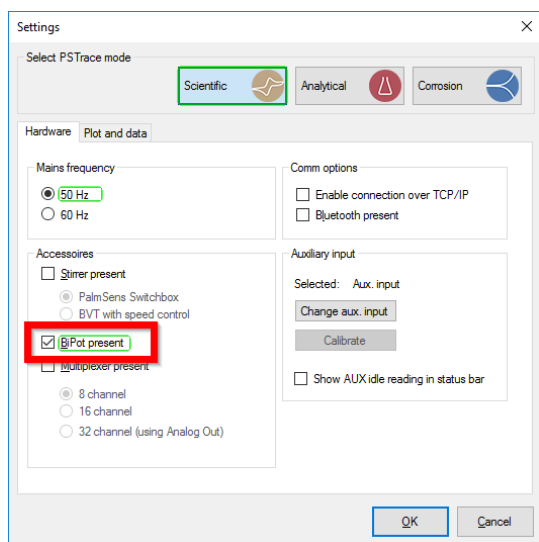 Settings
Select PSTrace mode
Scientific
Analytical
Corrosion
Hardware
Plot and data
Mains frequency
50 Hz
60 Hz
Comm options
Enable connection over TCP/IP
Bluetooth present
Accessoires
Stirrer present
PalmSens Switchbox
BVT with speed control
BiPot present
Multiplexer present
8 channel
16 channel
32 channel (using Analog Out)
Auxiliary input
Selected: Aux. input
Change aux. input
Calibrate
Show AUX idle reading in status bar
OK
Cancel